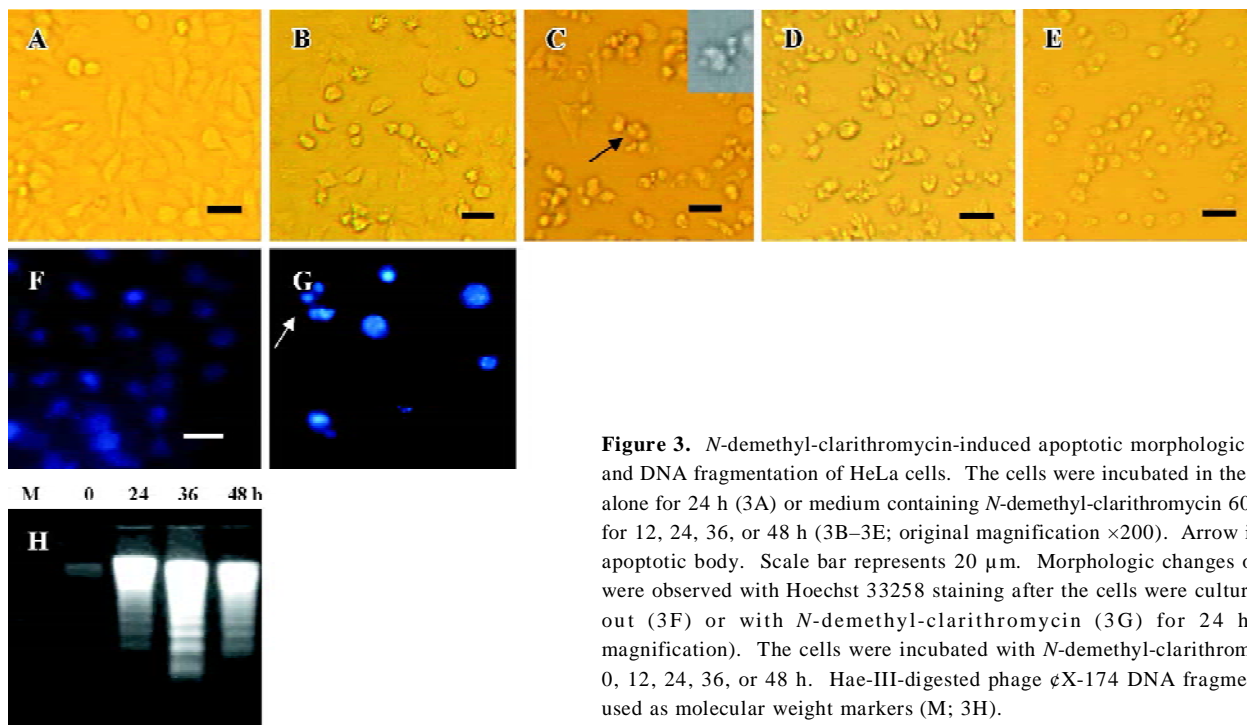 A
B
C
D
E
F
G
M 0 24 36 48 h
H
Figure 3. N-demethyl-clarithromycin-induced apoptotic morphologic
and DNA fragmentation of HeLa cells. The cells were incubated in the
alone for 24 h (3A) or medium containing N-demethyl-clarithromycin 60
for 12, 24, 36, or 48 h (3B–3E; original magnification ×200). Arrow
apoptotic body. Scale bar represents 20 µm. Morphologic changes
were observed with Hoechst 33258 staining after the cells were
out (3F) or with N-demethyl-clarithromycin (3G) for 24 h
magnification). The cells were incubated with
0, 12, 24, 36, or 48 h. Hae-III-digested phage ¢X-174 DNA
used as molecular weight markers (M; 3H).